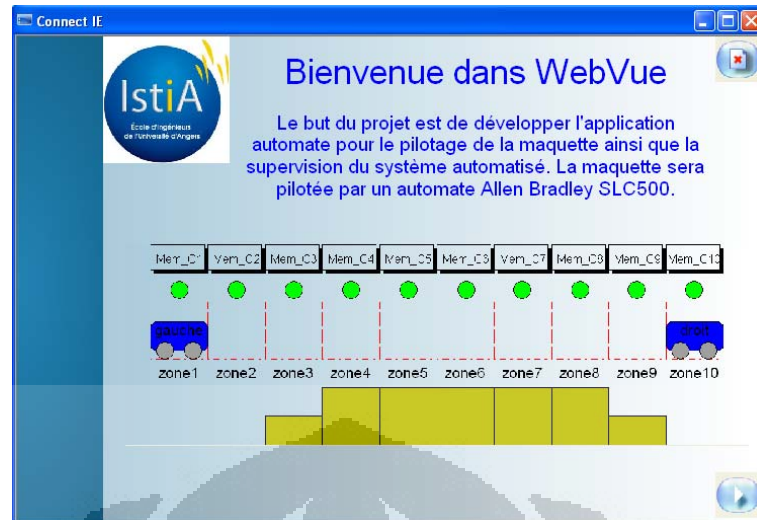 Connect IE
IstiA
École d'ingénieurs
de l'Université d'Angers
Bienvenue dans WebVue
Le but du projet est de développer l'application
automate pour le pilotage de la maquette ainsi que la
supervision du système automatisé. La maquette sera
pilotée par un automate Allen Bradley SLC500.
Mem_C1 Mem_C2 Mem_C3 Mem_C4 Mem_C5 Mem_C6 Mem_C7 Mem_C8 Mem_C9 Mem_C10
gauche droit
zone1 zone2 zone3 zone4 zone5 zone6 zone7 zone8 zone9 zone10